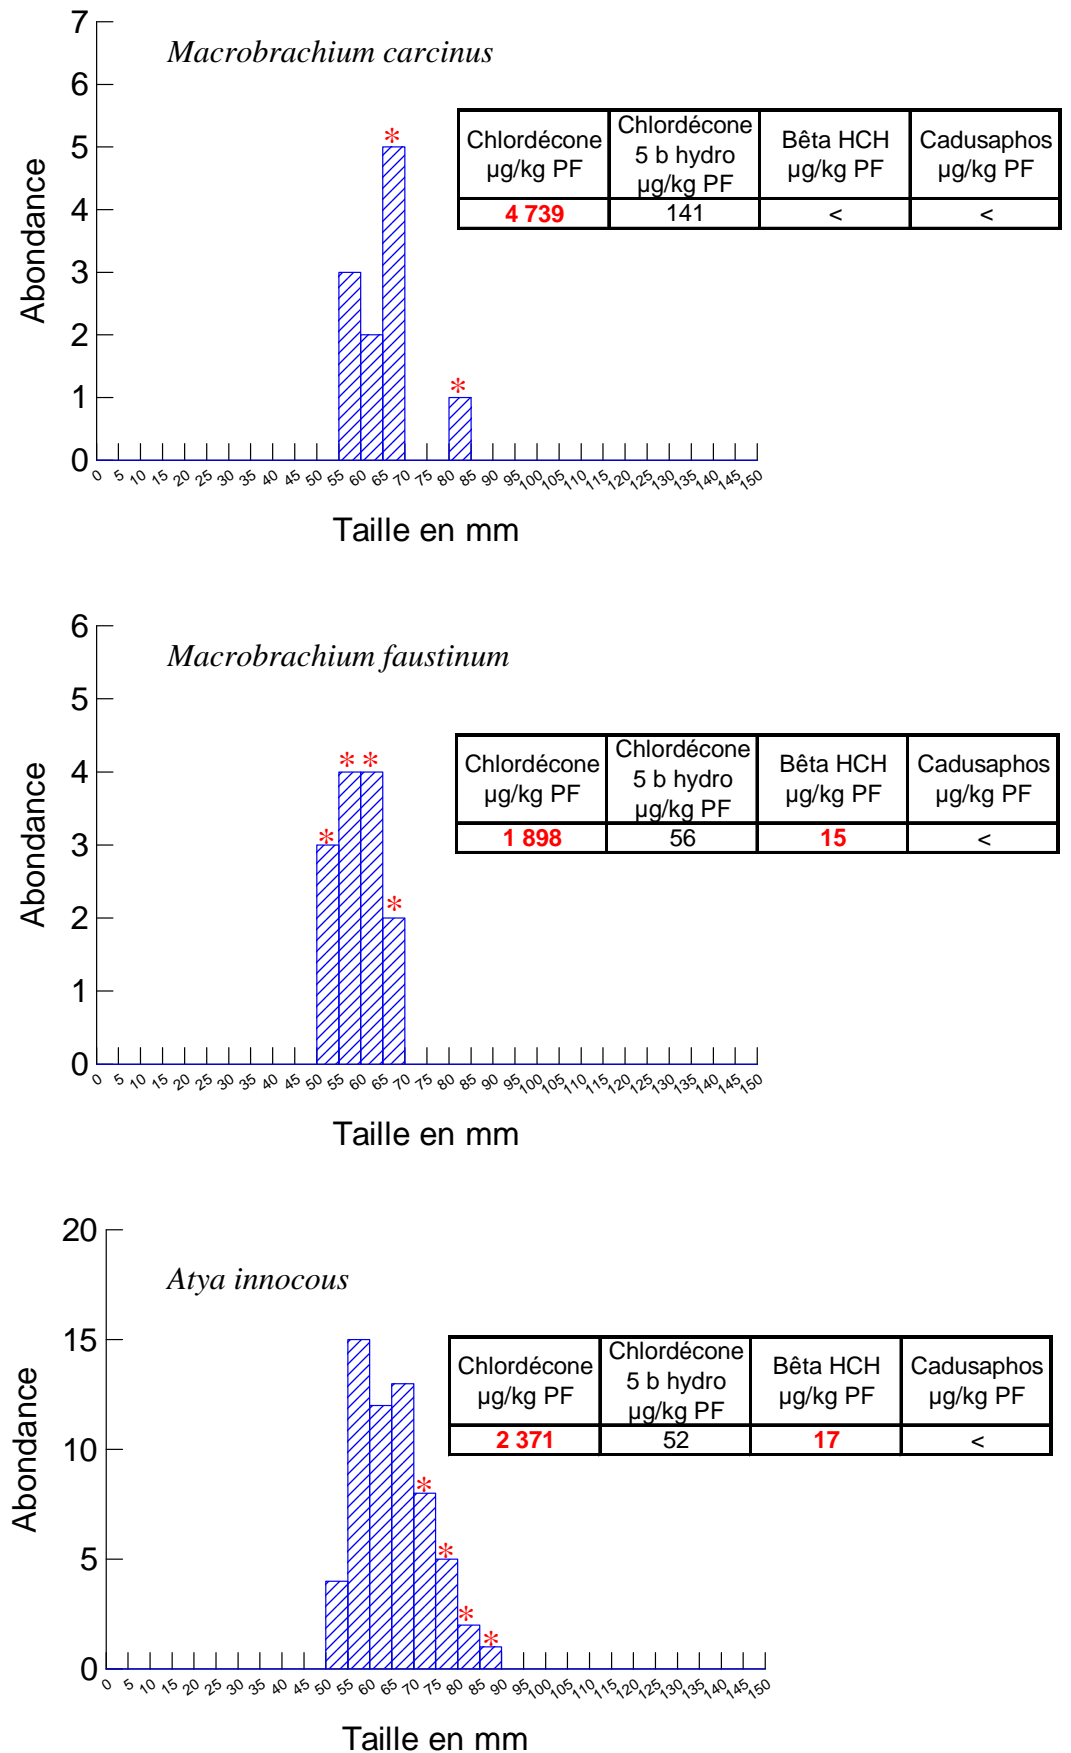 Macrobrachium carcinus
Abondance
7
6
5
4
3
2
1
0
* *
Chlordécone µg/kg PF | Chlordécone 5 b hydro µg/kg PF | Bêta HCH µg/kg PF | Cadusaphos µg/kg PF
4 739 | 141 | < | <
0 5 10 15 20 25 30 35 40 45 50 55 60 65 70 75 80 85 90 95 100 105 110 115 120 125 130 135 140 145 150
Taille en mm
Macrobrachium faustinum
Abondance
6
5
4
3
2
1
0
* * * *
Chlordécone µg/kg PF | Chlordécone 5 b hydro µg/kg PF | Bêta HCH µg/kg PF | Cadusaphos µg/kg PF
1 898 | 56 | 15 | <
0 5 10 15 20 25 30 35 40 45 50 55 60 65 70 75 80 85 90 95 100 105 110 115 120 125 130 135 140 145 150
Taille en mm
Atya innocous
Abondance
20
15
10
5
0
* * * *
Chlordécone µg/kg PF | Chlordécone 5 b hydro µg/kg PF | Bêta HCH µg/kg PF | Cadusaphos µg/kg PF
2 371 | 52 | 17 | <
0 5 10 15 20 25 30 35 40 45 50 55 60 65 70 75 80 85 90 95 100 105 110 115 120 125 130 135 140 145 150
Taille en mm